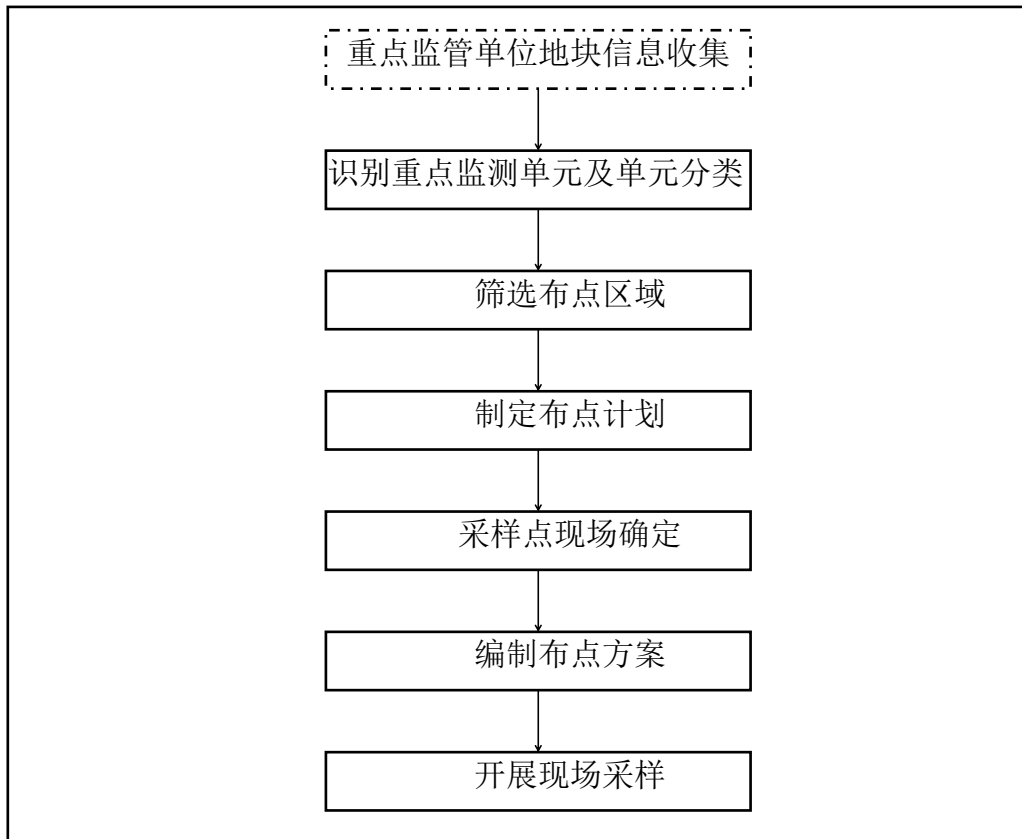 重点监管单位地块信息收集
识别重点监测单元及单元分类
筛选布点区域
制定布点计划
采样点现场确定
编制布点方案
开展现场采样